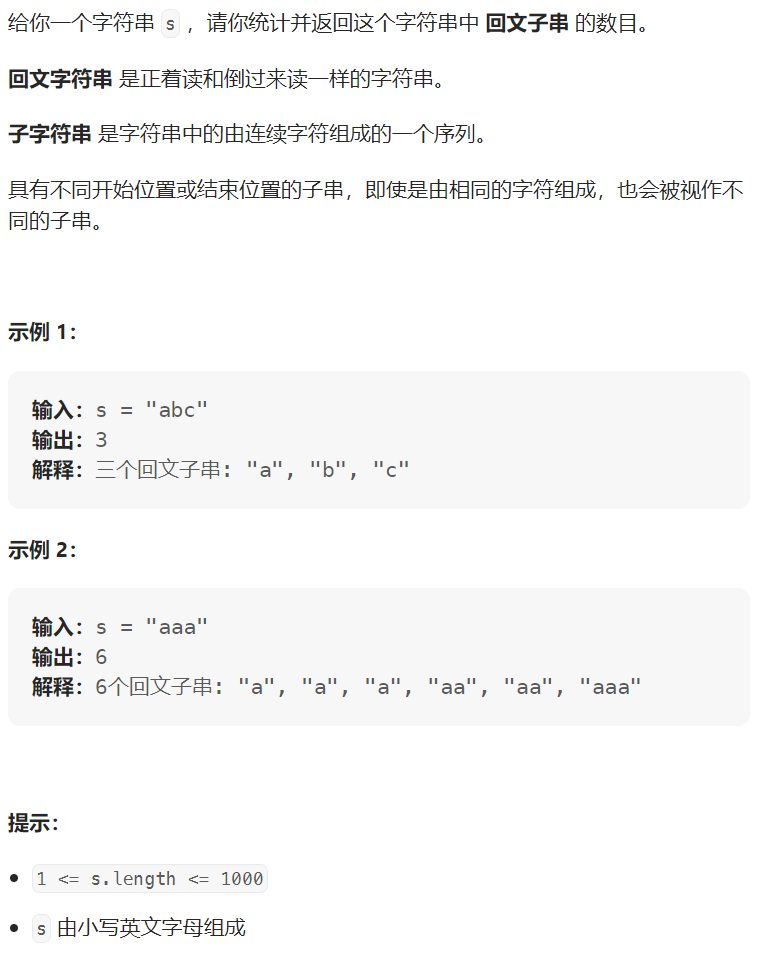 给你一个字符串 s ，请你统计并返回这个字符串中 回文子串 的数目。
回文字符串 是正着读和倒过来读一样的字符串。
子字符串 是字符串中的由连续字符组成的一个序列。
具有不同开始位置或结束位置的子串，即使是由相同的字符组成，也会被视作不
同的子串。
示例 1：
输入：s = "abc"
输出：3
解释：三个回文子串: "a", "b", "c"
示例 2：
输入：s = "aaa"
输出：6
解释：6个回文子串: "a", "a", "a", "aa", "aa", "aaa"
提示：
• 1 <= s.length <= 1000
• s 由小写英文字母组成